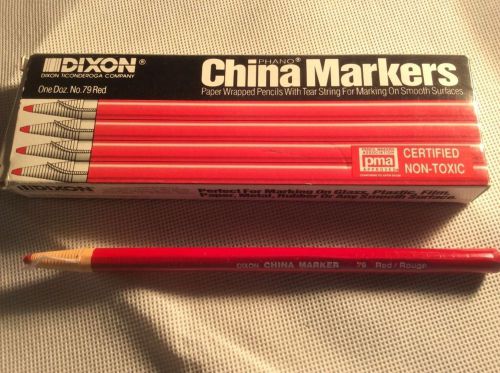 DIXON®
DIXON TICONDEROGA COMPANY
PHANO®
China Markers
One Doz. No. 79 Red
Paper Wrapped Pencils With Tear String For Marking On Smooth Surfaces.
pma
CERTIFIED
NON-TOXIC
DIXON®
Perfect For Marking On Glass, Plastic, Film,
Paper, Metal, Rubber Or Any Smooth Surface.
DIXON CHINA MARKER 79 Red/Rouge